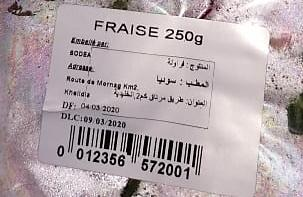 FRAISE 250g
Emballé par:
SODEA
Adresse:
Route de Mornag Km2,
Khelidia
المنتوج: فراولة
المعلب : سوديا
العنوان: طريق مرناق كم2,الخليدية
DF: 04/03/2020
DLC:09/03/2020
0 012356 572001